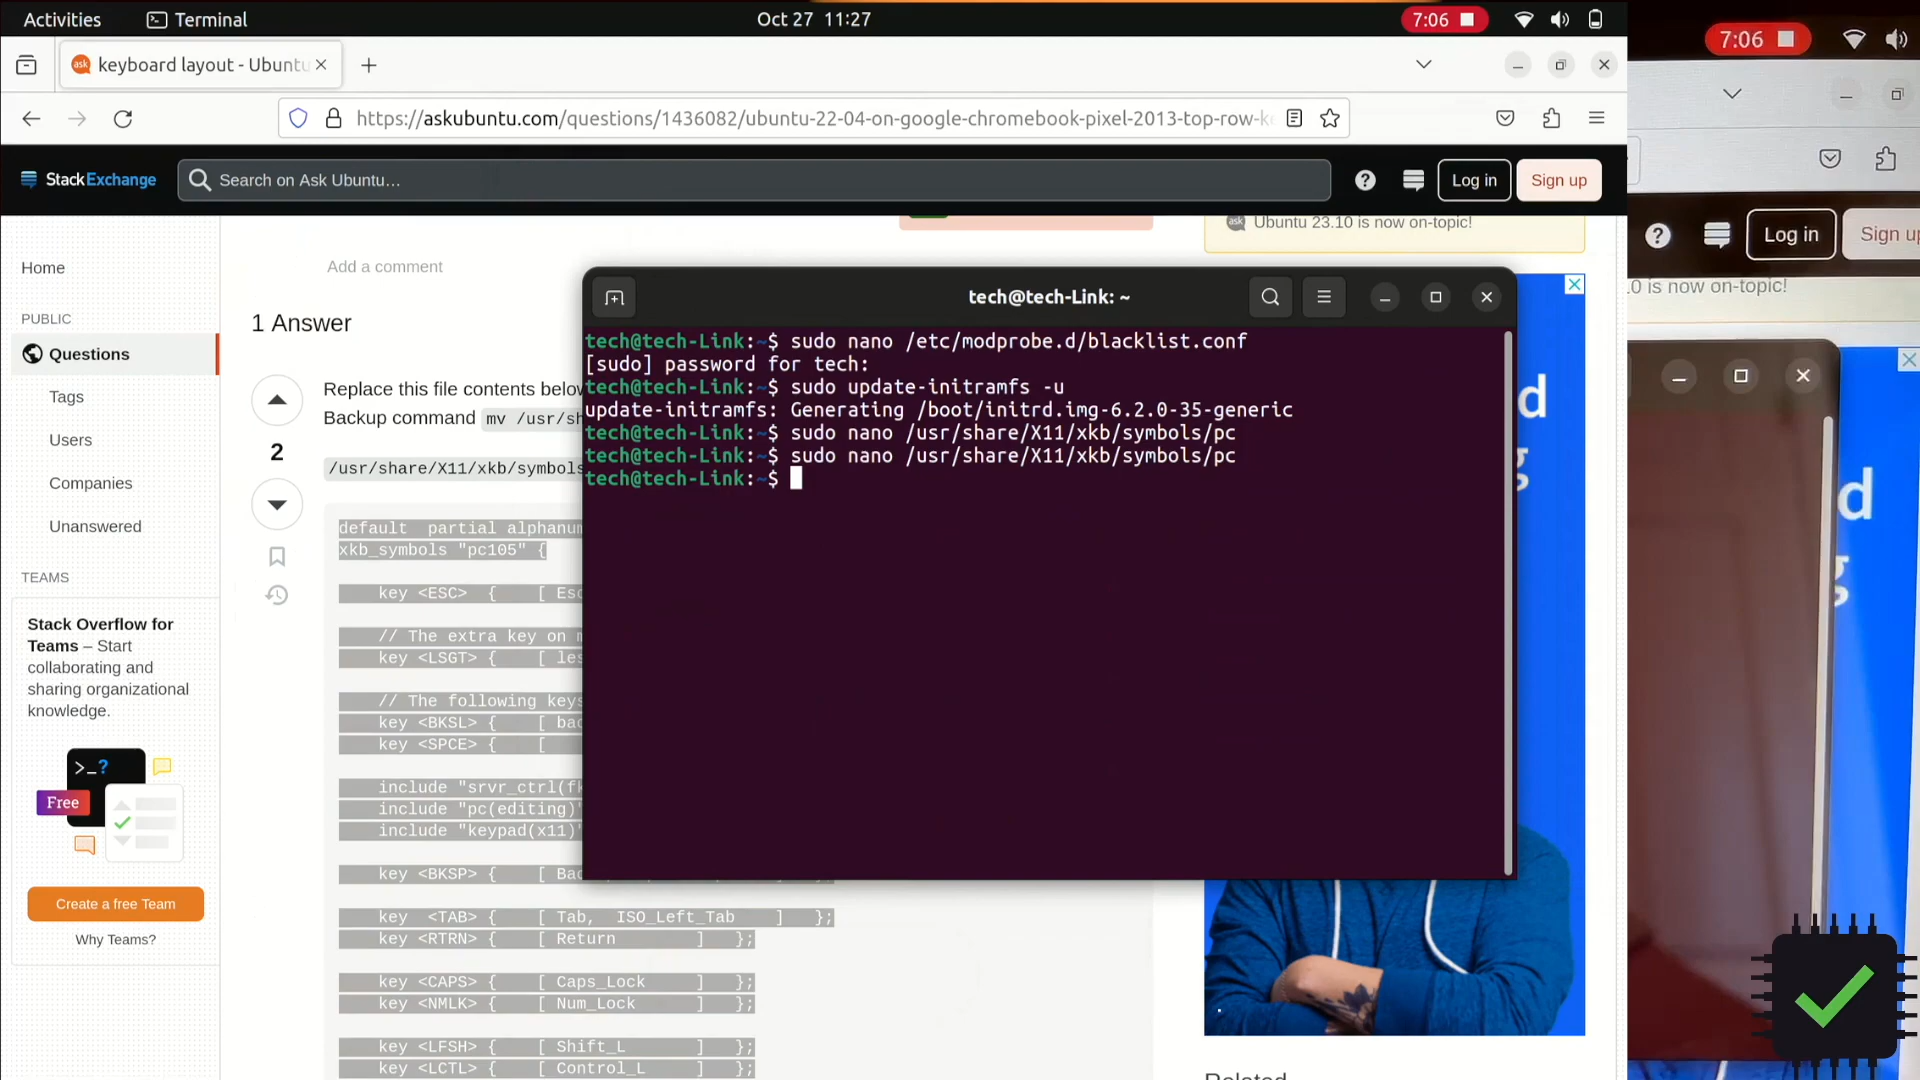 Activities
Terminal
Oct 27 11:27
7:06
7:06
keyboard layout - Ubuntu
https://askubuntu.com/questions/1436082/ubuntu-22-04-on-google-chromebook-pixel-2013-top-row-ke
StackExchange
Search on Ask Ubuntu…
Log in
Sign up
Log in
Sign up
Ubuntu 23.10 is now on-topic!
0 is now on-topic!
Home
PUBLIC
Questions
Tags
Users
Companies
Unanswered
TEAMS
Stack Overflow for
Teams – Start
collaborating and
sharing organizational
knowledge.
>_?
Free
Create a free Team
Why Teams?
Add a comment
1 Answer
2
Replace this file contents below
Backup command mv /usr/sh
/usr/share/X11/xkb/symbols
default partial alphanum
xkb_symbols "pc105" {
key <ESC> { [ Esc
// The extra key on m
key <LSGT> { [ les
// The following keys
key <BKSL> { [ bac
key <SPCE> { [
include "srvr_ctrl(fk
include "pc(editing)"
include "keypad(x11)"
key <BKSP> { [ Bac
key <TAB> { [ Tab, ISO_Left_Tab ] };
key <RTRN> { [ Return ] };
key <CAPS> { [ Caps_Lock ] };
key <NMLK> { [ Num_Lock ] };
key <LFSH> { [ Shift_L ] };
key <LCTL> { [ Control_L ] };
tech@tech-Link: ~
tech@tech-Link:~$ sudo nano /etc/modprobe.d/blacklist.conf
[sudo] password for tech:
tech@tech-Link:~$ sudo update-initramfs -u
update-initramfs: Generating /boot/initrd.img-6.2.0-35-generic
tech@tech-Link:~$ sudo nano /usr/share/X11/xkb/symbols/pc
tech@tech-Link:~$ sudo nano /usr/share/X11/xkb/symbols/pc
tech@tech-Link:~$
d
g
d
g